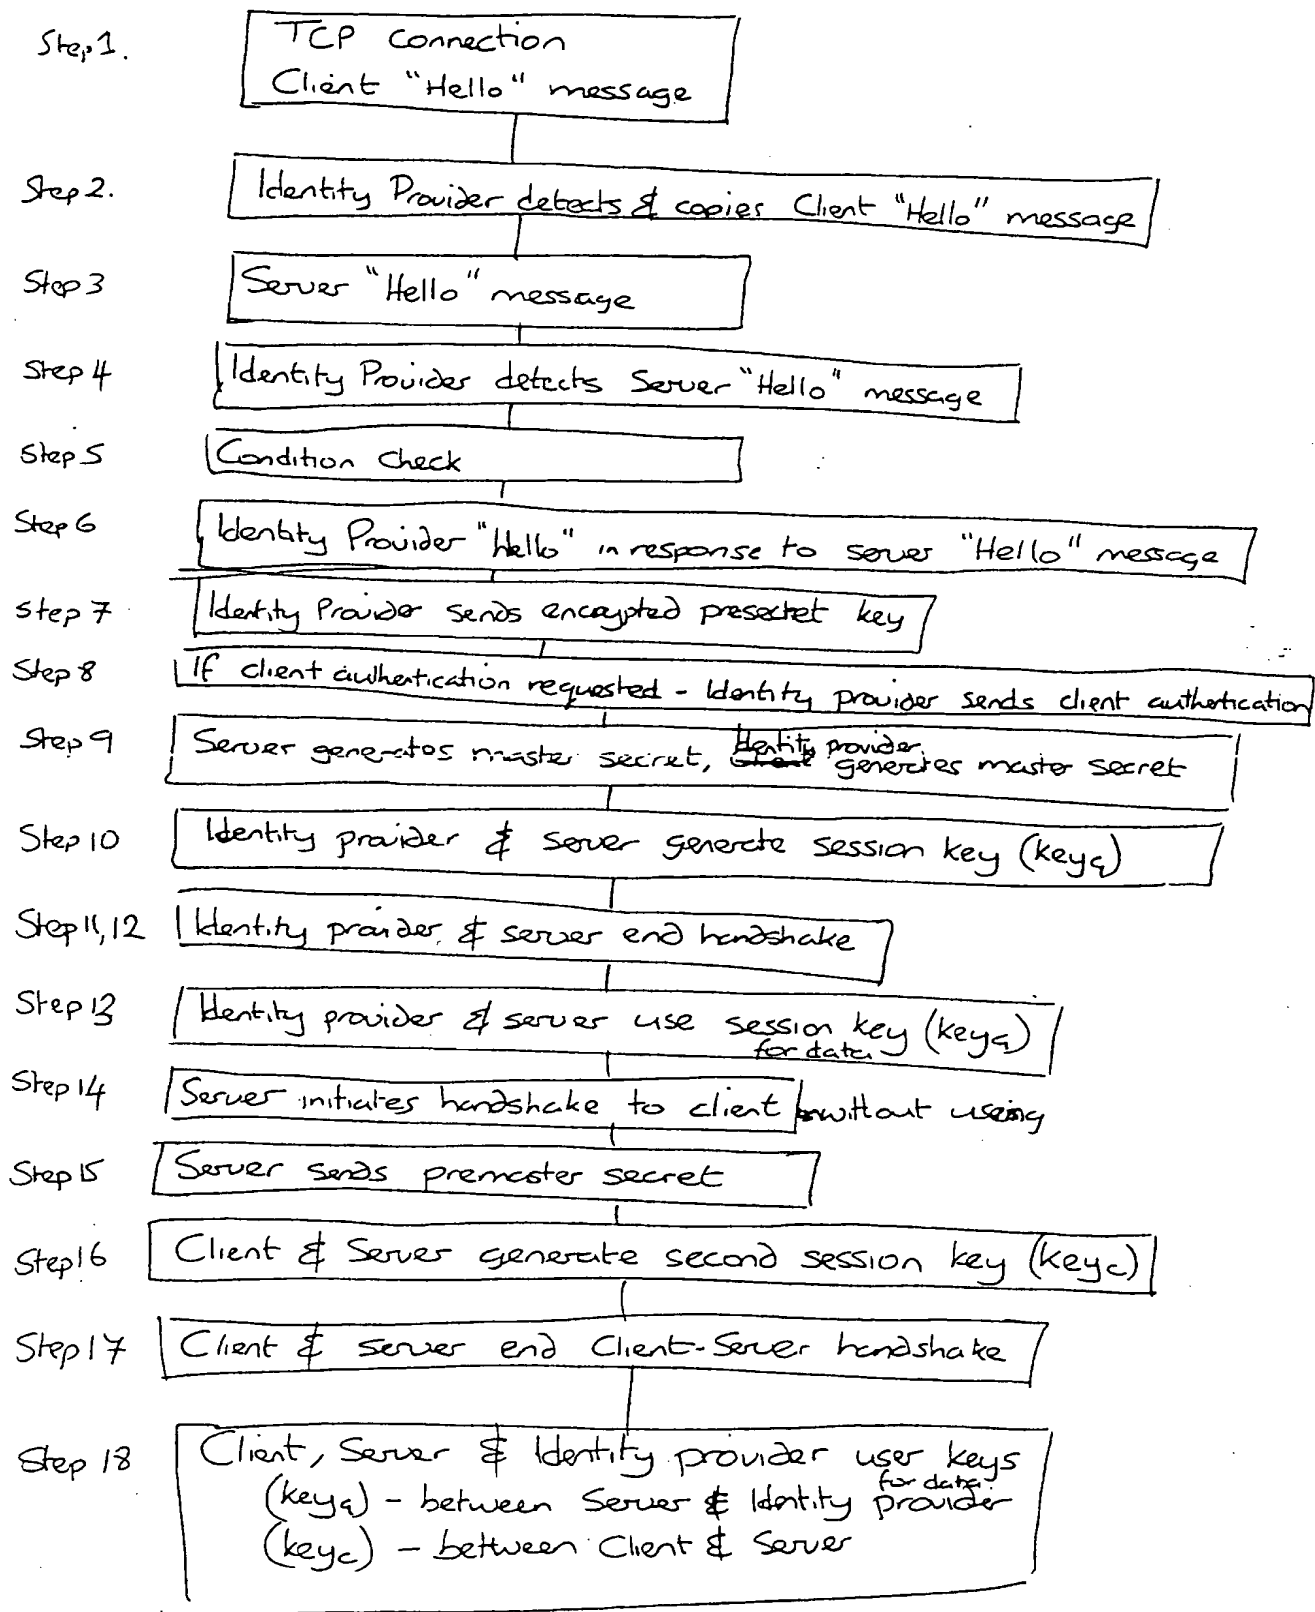 Step 1.
TCP connection
Client "Hello" message
Step 2.
Identity Provider detects & copies Client "Hello" message
Step 3
Server "Hello" message
Step 4
Identity Provider detects Server "Hello" message
Step 5
Condition check
Step 6
Identity Provider "Hello" in response to server "Hello" message
Step 7
Identity Provider sends encrypted presectet key
Step 8
If client authentication requested - Identity provider sends client authentication
Step 9
Server generates master secret, Identity provider generates master secret
Step 10
Identity provider & server generate session key (keya)
Step 11,12
Identity provider & server end handshake
Step 13
Identity provider & server use session key (keya)
for data
Step 14
Server initiates handshake to client without using
Step 15
Server sends premaster secret
Step 16
Client & Server generate second session key (keyc)
Step 17
Client & server end Client-Server handshake
Step 18
Client, Server & Identity provider user keys
for data
(keya) - between Server & Identity provider
(keyc) - between Client & Server